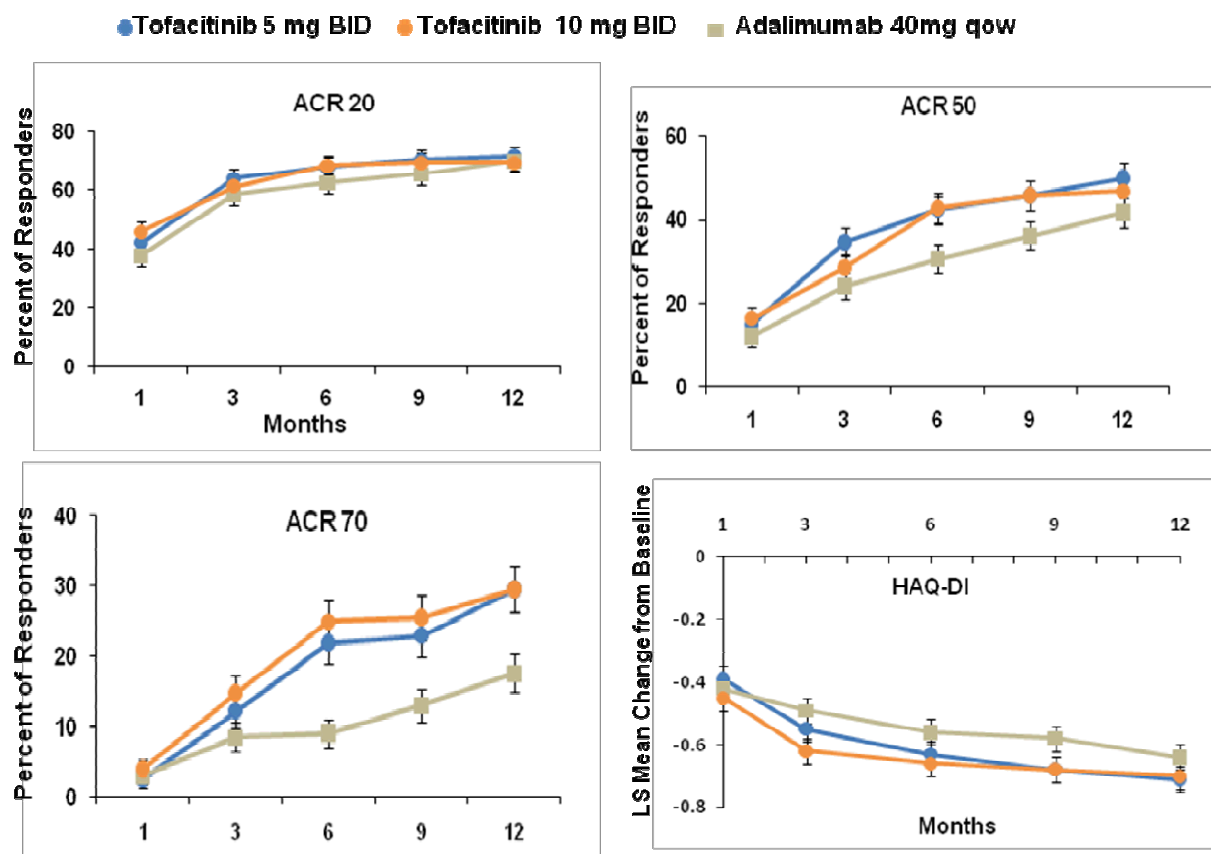 Tofacitinib 5 mg BID Tofacitinib 10 mg BID Adalimumab 40mg qow
ACR 20
Percent of Responders
80
60
40
20
0
1 3 6 9 12
Months
ACR 50
Percent of Responders
60
40
20
0
1 3 6 9 12
ACR 70
Percent of Responders
40
30
20
10
0
1 3 6 9 12
LS Mean Change from Baseline
1 3 6 9 12
0
-0.2
-0.4
-0.6
-0.8
HAQ-DI
Months